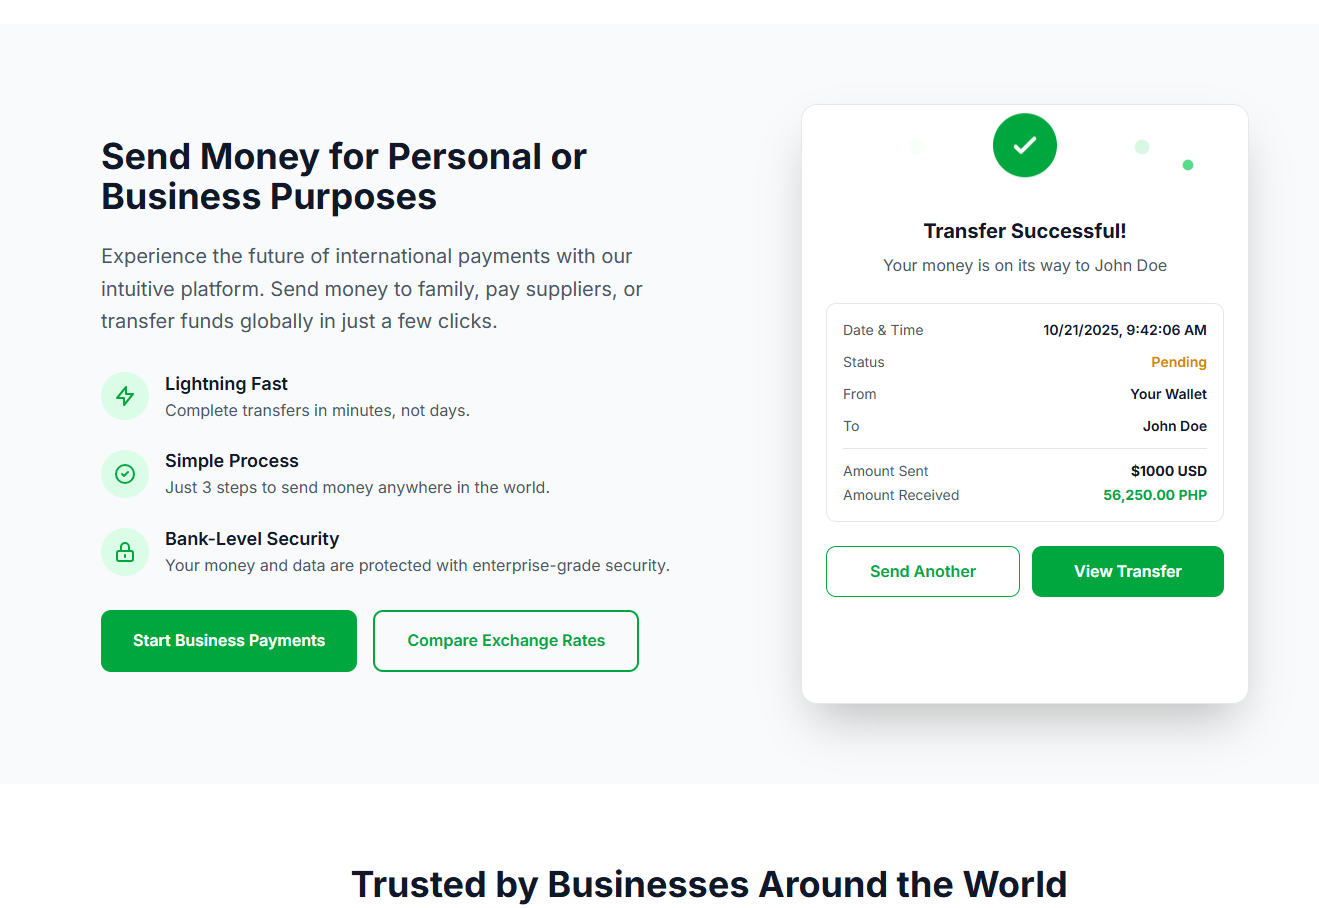 Send Money for Personal or
Business Purposes
Experience the future of international payments with our
intuitive platform. Send money to family, pay suppliers, or
transfer funds globally in just a few clicks.
Lightning Fast
Complete transfers in minutes, not days.
Simple Process
Just 3 steps to send money anywhere in the world.
Bank-Level Security
Your money and data are protected with enterprise-grade security.
Start Business Payments
Compare Exchange Rates
Transfer Successful!
Your money is on its way to John Doe
Date & Time 10/21/2025, 9:42:06 AM
Status Pending
From Your Wallet
To John Doe
Amount Sent $1000 USD
Amount Received 56,250.00 PHP
Send Another
View Transfer
Trusted by Businesses Around the World